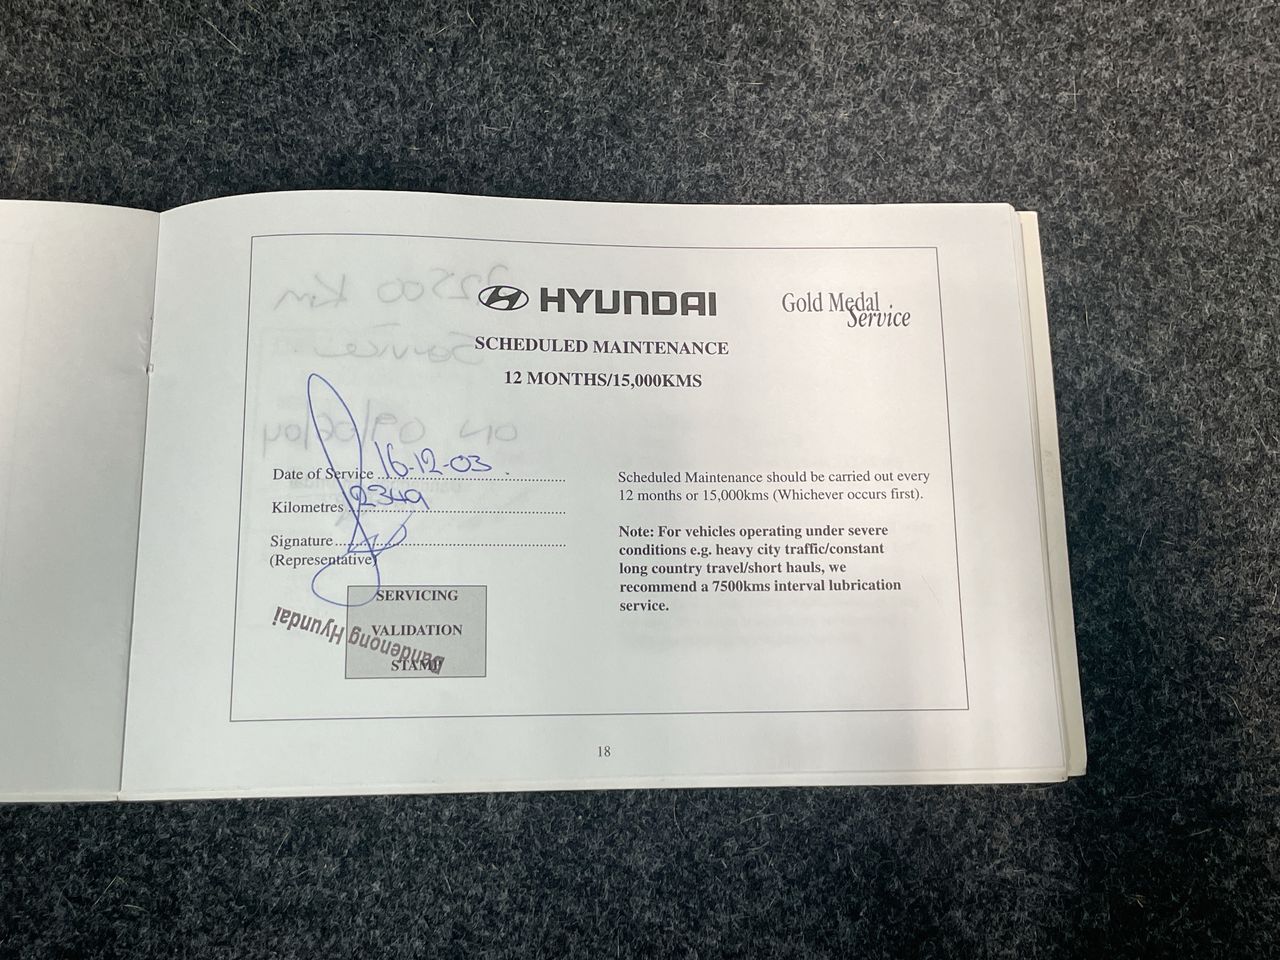 HYUNDAI
Gold Medal
Service
SCHEDULED MAINTENANCE
12 MONTHS/15,000KMS
Date of Service 16-12-03
Kilometres
Signature
(Representative)
SERVICING
VALIDATION
STAMP
Dandenong Hyundai
Scheduled Maintenance should be carried out every
12 months or 15,000kms (Whichever occurs first).
Note: For vehicles operating under severe
conditions e.g. heavy city traffic/constant
long country travel/short hauls, we
recommend a 7500kms interval lubrication
service.
18